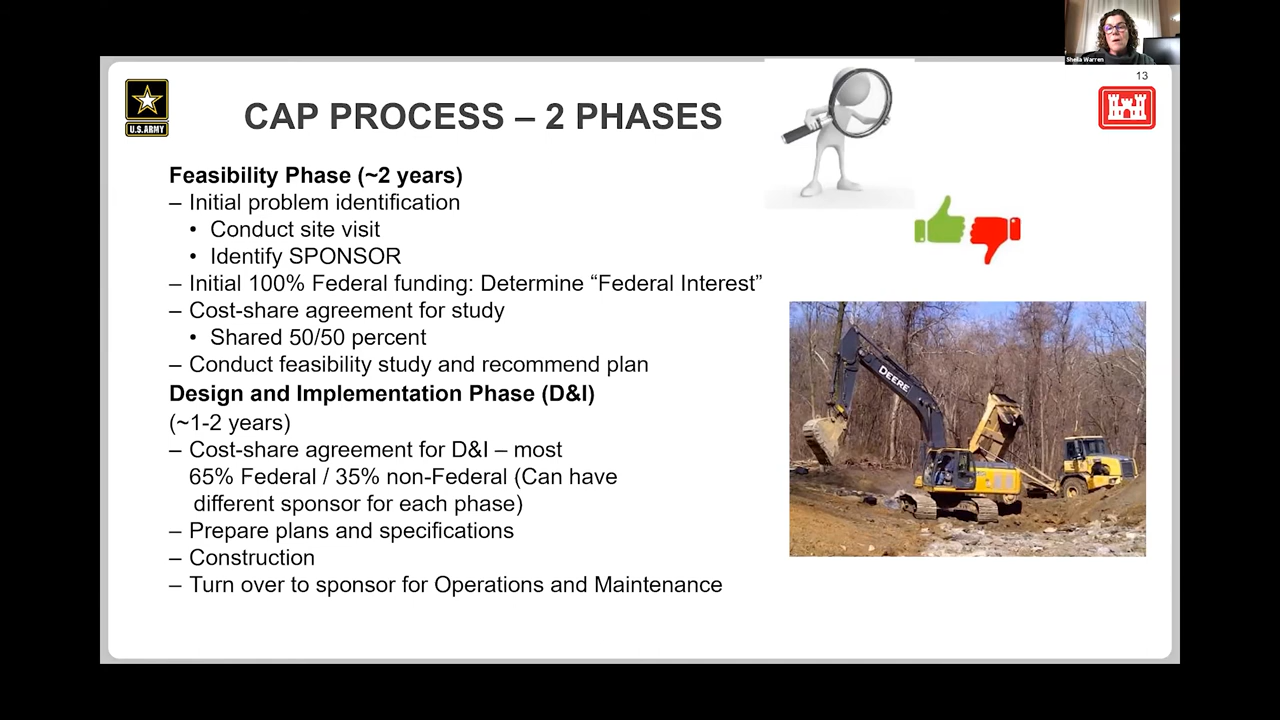 Sheila Warren
13
U.S.ARMY
CAP PROCESS – 2 PHASES
Feasibility Phase (~2 years)
– Initial problem identification
• Conduct site visit
• Identify SPONSOR
– Initial 100% Federal funding: Determine “Federal Interest”
– Cost-share agreement for study
• Shared 50/50 percent
– Conduct feasibility study and recommend plan
Design and Implementation Phase (D&I)
(~1-2 years)
– Cost-share agreement for D&I – most
65% Federal / 35% non-Federal (Can have
different sponsor for each phase)
– Prepare plans and specifications
– Construction
– Turn over to sponsor for Operations and Maintenance
DEERE